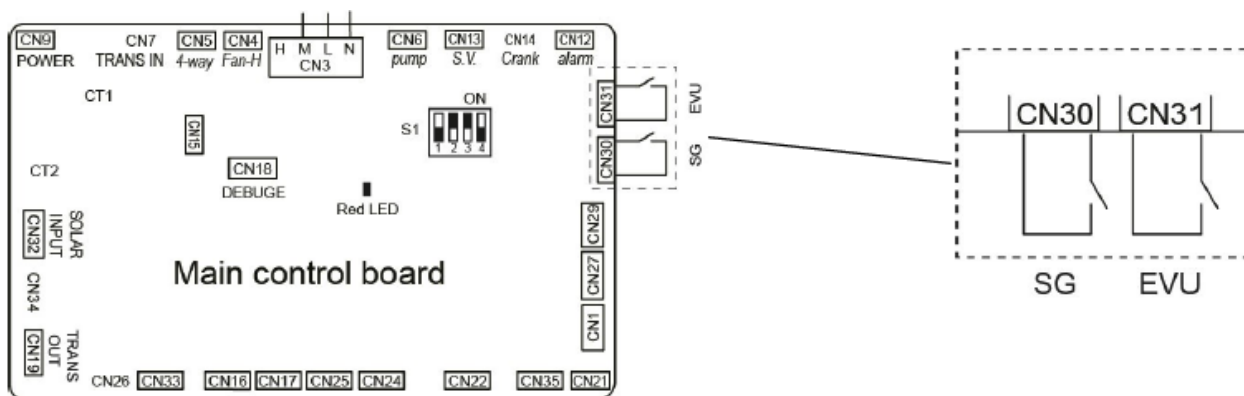 CN9 CN7 CN5 CN4 H M L N CN6 CN13 CN14 CN12
POWER TRANS IN 4-way Fan-H CN3 pump S.V. Crank alarm
CT1
ON
S1
1 2 3 4
CN15
CT2
CN18
DEBUGE
Red LED
CN31
EVU
CN30
SG
SOLAR
INPUT
CN32
CN34
TRANS
OUT
CN19
Main control board
CN29
CN27
CN1
CN26 CN33 CN16 CN17 CN25 CN24 CN22 CN35 CN21
CN30 CN31
SG EVU